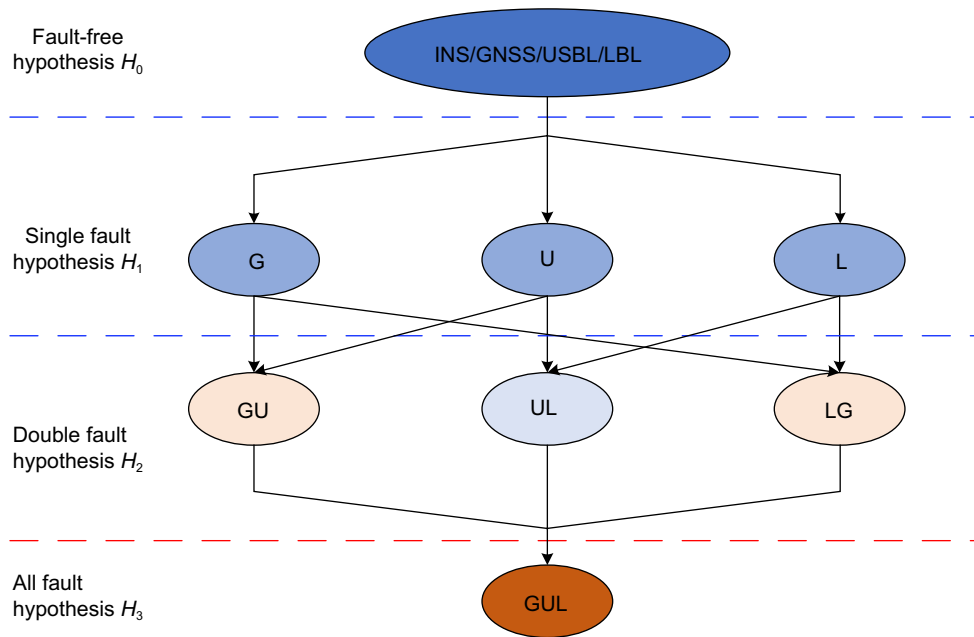 Fault-free
hypothesis H₀
INS/GNSS/USBL/LBL
Single fault
hypothesis H₁
G
U
L
GU
UL
LG
Double fault
hypothesis H₂
All fault
hypothesis H₃
GUL